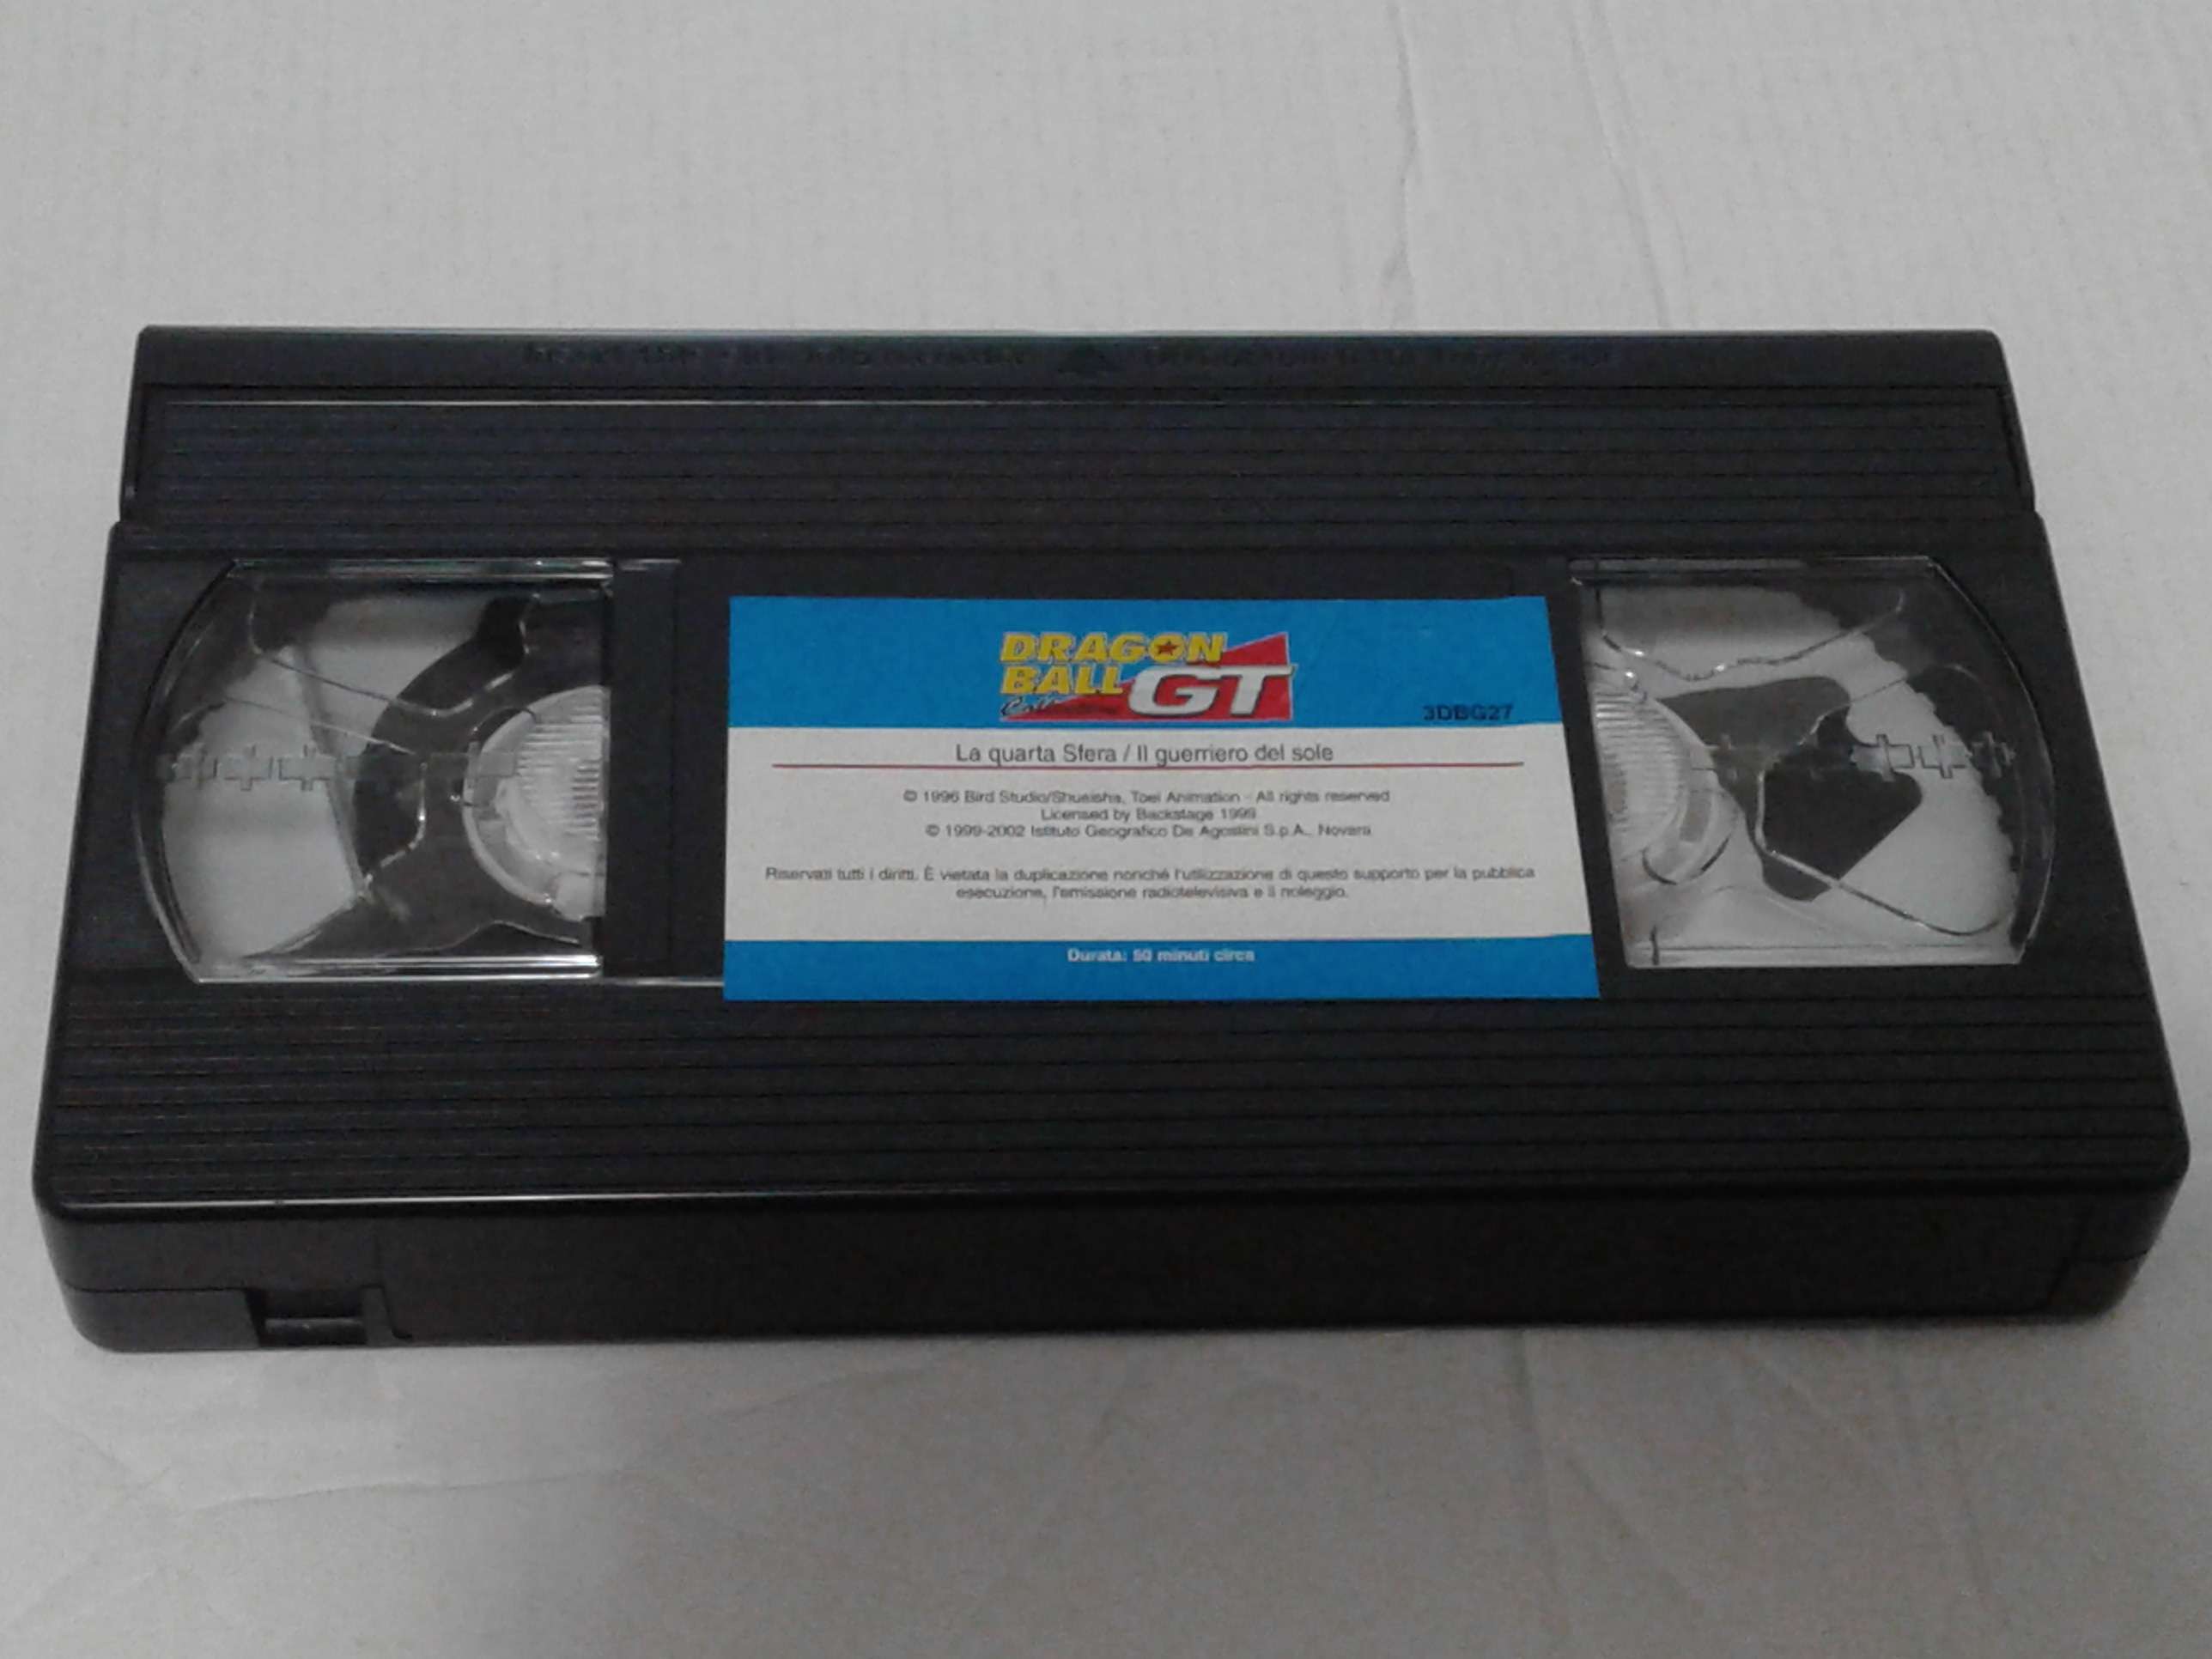 DRAGON
BALL GT
3DBG27
La quarta Sfera / Il guerriero del sole
© 1996 Bird Studio/Shueisha, Toei Animation - All rights reserved
Licensed by Backstage 1999
© 1999-2002 Istituto Geografico De Agostini S.p.A., Novara
Riservati tutti i diritti. È vietata la duplicazione nonché l'utilizzazione di questo supporto per la pubblica
esecuzione, l'emissione radiotelevisiva e il noleggio.
Durata: 50 minuti circa